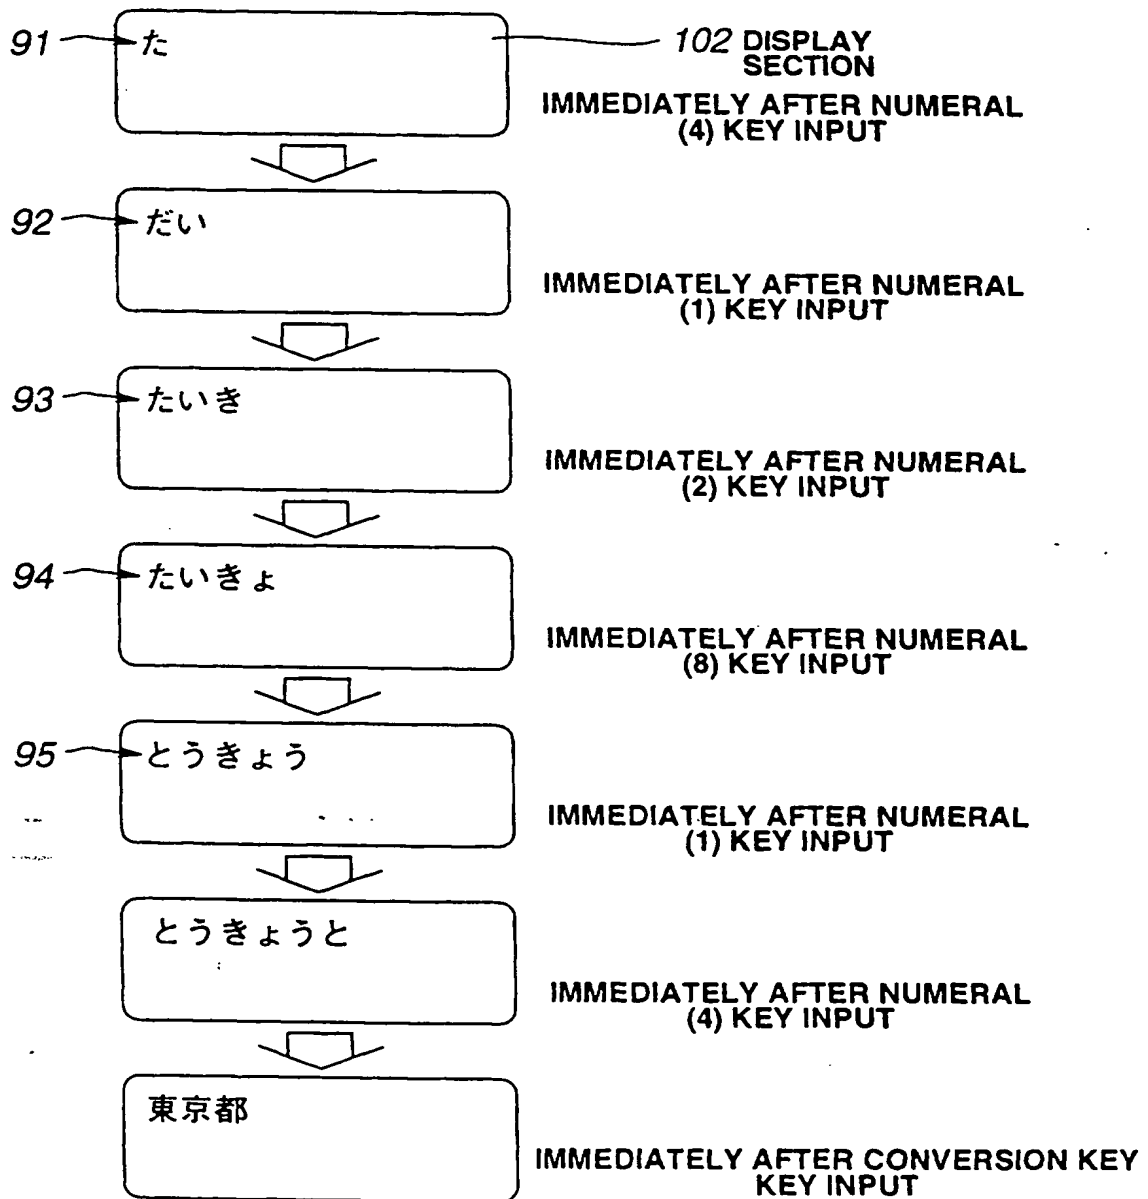 91
た
102 DISPLAY
SECTION
IMMEDIATELY AFTER NUMERAL
(4) KEY INPUT
92
だい
IMMEDIATELY AFTER NUMERAL
(1) KEY INPUT
93
たいき
IMMEDIATELY AFTER NUMERAL
(2) KEY INPUT
94
たいきょ
IMMEDIATELY AFTER NUMERAL
(8) KEY INPUT
95
とうきょう
IMMEDIATELY AFTER NUMERAL
(1) KEY INPUT
とうきょうと
IMMEDIATELY AFTER NUMERAL
(4) KEY INPUT
東京都
IMMEDIATELY AFTER CONVERSION KEY
KEY INPUT